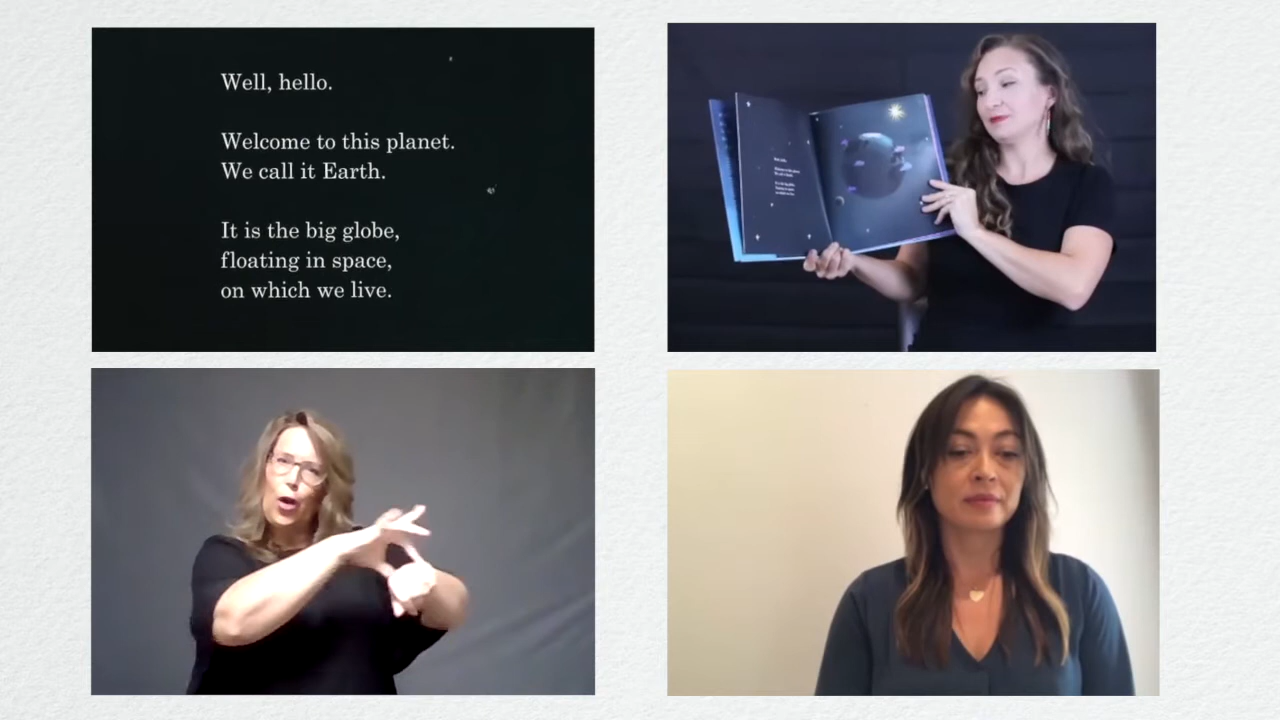 Well, hello.
Welcome to this planet.
We call it Earth.
It is the big globe,
floating in space,
on which we live.